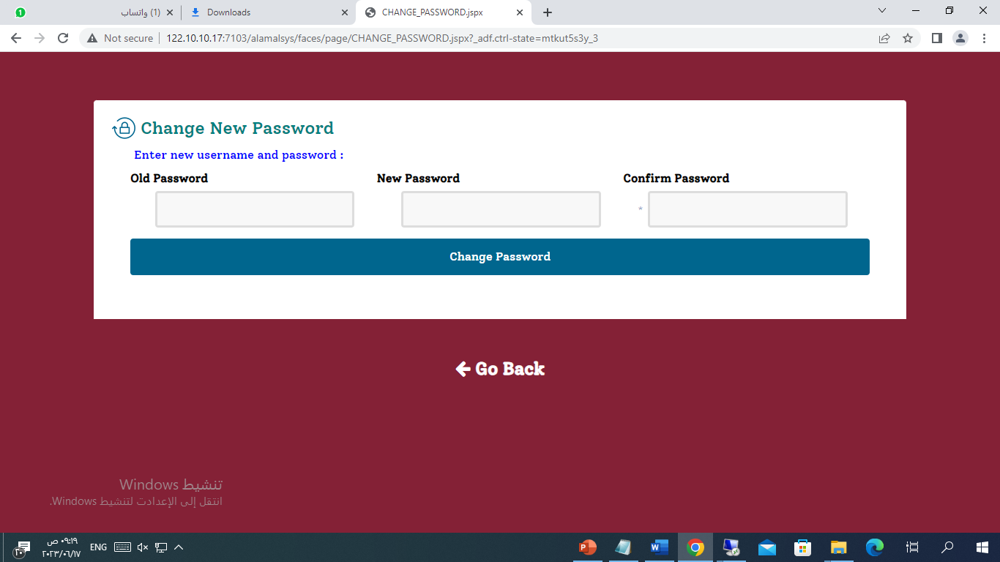 (1) واتساب
Downloads
CHANGE_PASSWORD.jspx
Not secure
122.10.10.17:7103/alamalsys/faces/page/CHANGE_PASSWORD.jspx?_adf.ctrl-state=mtkut5s3y_3
Change New Password
Enter new username and password :
Old Password
New Password
Confirm Password
*
Change Password
Go Back
تنشيط Windows
انتقل إلى الإعدادت لتنشيط Windows.
٠٩:١٩ ص
٢٠٢٣/٠٦/١٧
٢٠
ENG